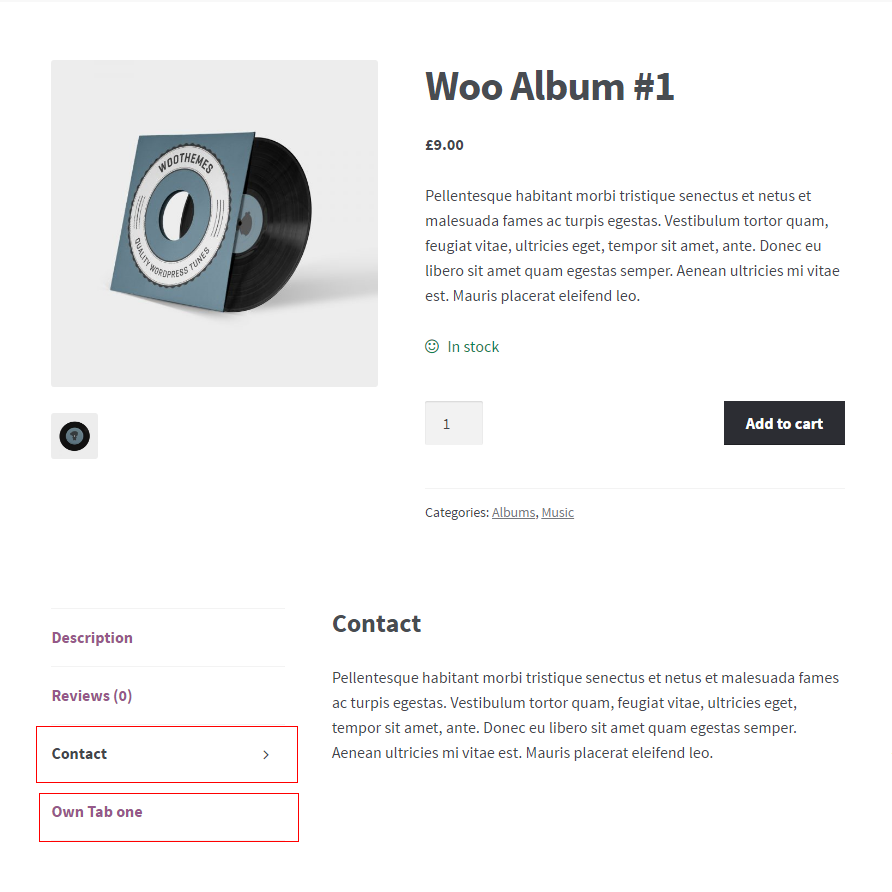 WOOTHEMES
QUALITY WORDPRESS TUNES
Woo Album #1
£9.00
Pellentesque habitant morbi tristique senectus et netus et
malesuada fames ac turpis egestas. Vestibulum tortor quam,
feugiat vitae, ultricies eget, tempor sit amet, ante. Donec eu
libero sit amet quam egestas semper. Aenean ultricies mi vitae
est. Mauris placerat eleifend leo.
In stock
1
Add to cart
Categories: Albums, Music
Description
Reviews (0)
Contact
Own Tab one
Contact
Pellentesque habitant morbi tristique senectus et netus et malesuada fames
ac turpis egestas. Vestibulum tortor quam, feugiat vitae, ultricies eget,
tempor sit amet, ante. Donec eu libero sit amet quam egestas semper.
Aenean ultricies mi vitae est. Mauris placerat eleifend leo.